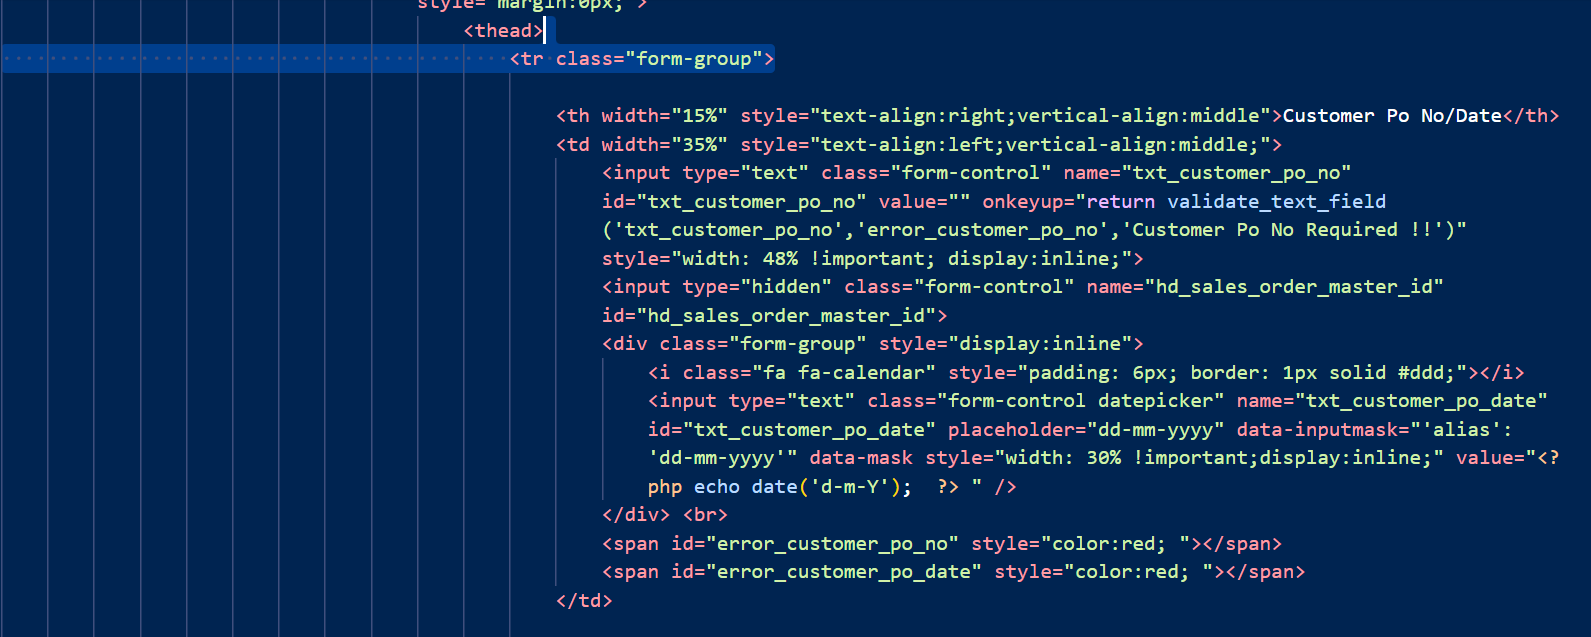 style="margin:0px;">
<thead>
<tr class="form-group">
<th width="15%" style="text-align:right;vertical-align:middle">Customer Po No/Date</th>
<td width="35%" style="text-align:left;vertical-align:middle;">
<input type="text" class="form-control" name="txt_customer_po_no"
id="txt_customer_po_no" value="" onkeyup="return validate_text_field
('txt_customer_po_no','error_customer_po_no','Customer Po No Required !!')"
style="width: 48% !important; display:inline;">
<input type="hidden" class="form-control" name="hd_sales_order_master_id"
id="hd_sales_order_master_id">
<div class="form-group" style="display:inline">
<i class="fa fa-calendar" style="padding: 6px; border: 1px solid #ddd;"></i>
<input type="text" class="form-control datepicker" name="txt_customer_po_date"
id="txt_customer_po_date" placeholder="dd-mm-yyyy" data-inputmask="'alias':
'dd-mm-yyyy'" data-mask style="width: 30% !important;display:inline;" value="<?
php echo date('d-m-Y');  ?> " />
</div> <br>
<span id="error_customer_po_no" style="color:red; "></span>
<span id="error_customer_po_date" style="color:red; "></span>
</td>